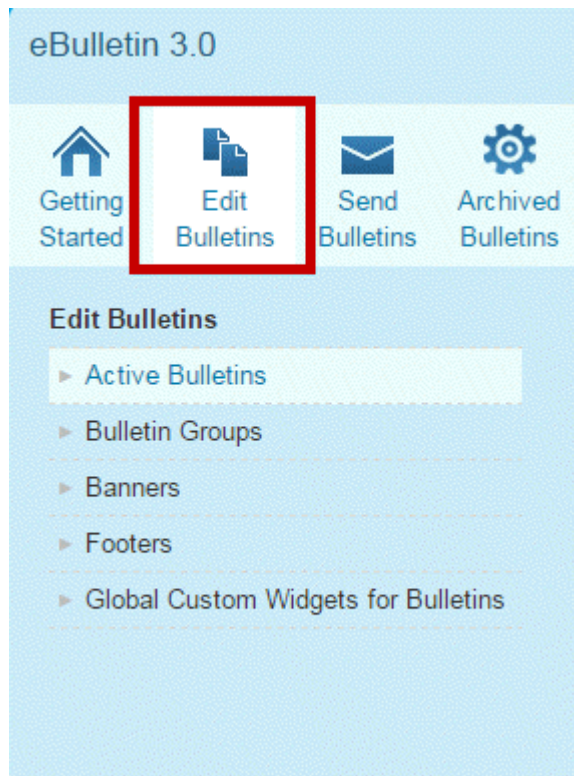 eBulletin 3.0
Getting
Started
Edit
Bulletins
Send
Bulletins
Archived
Bulletins
Edit Bulletins
Active Bulletins
Bulletin Groups
Banners
Footers
Global Custom Widgets for Bulletins